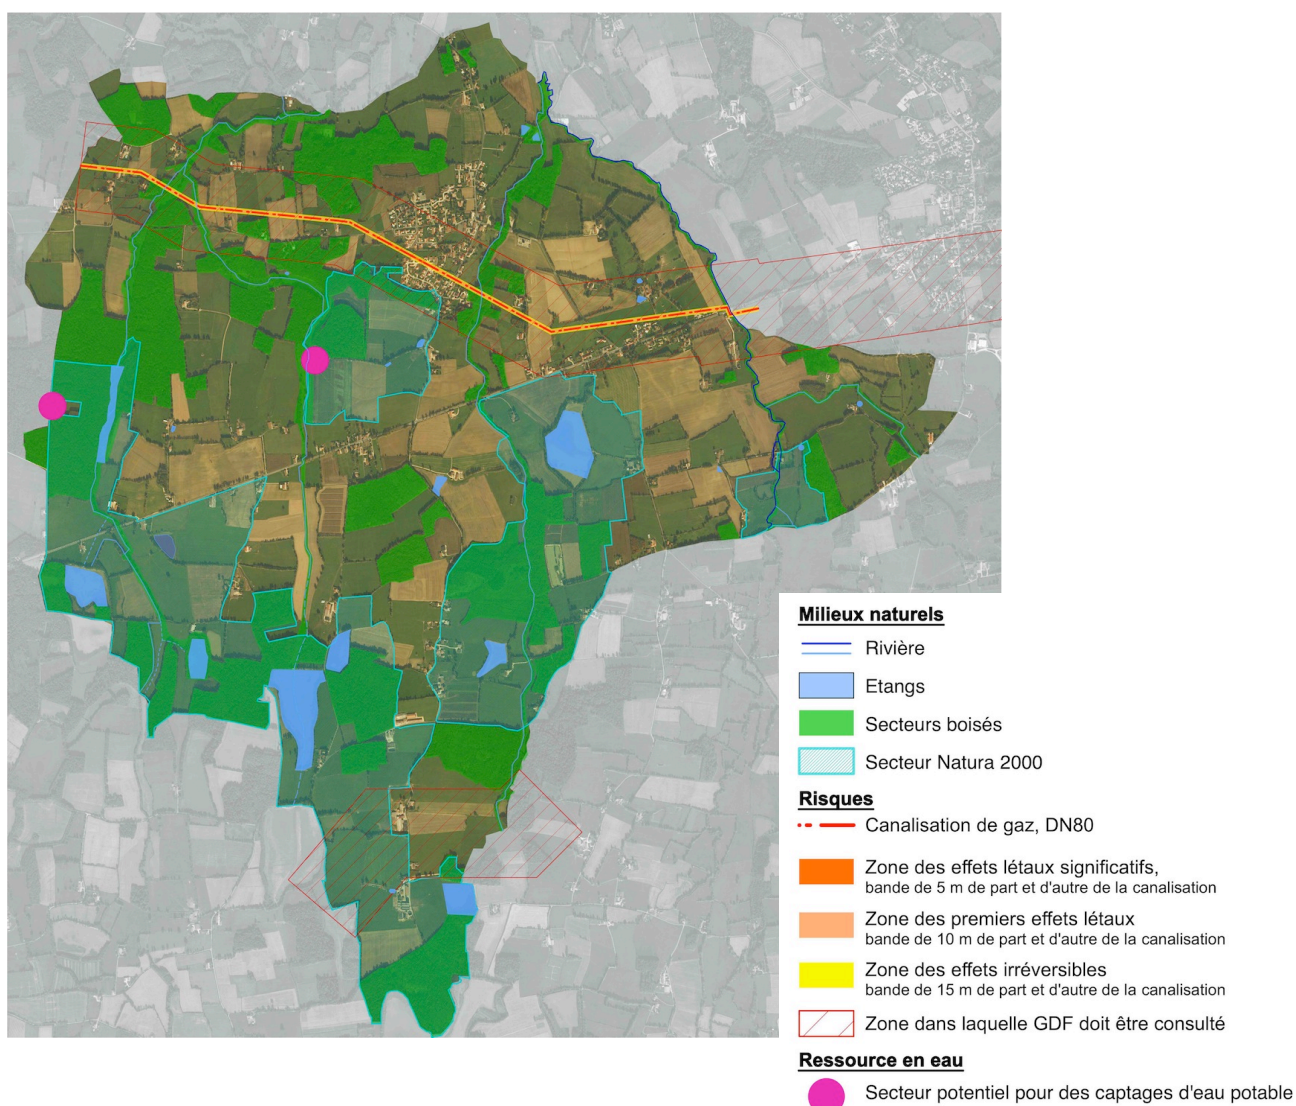 Milieux naturels
Rivière
Etangs
Secteurs boisés
Secteur Natura 2000
Risques
Canalisation de gaz, DN80
Zone des effets létaux significatifs,
bande de 5 m de part et d'autre de la canalisation
Zone des premiers effets létaux
bande de 10 m de part et d'autre de la canalisation
Zone des effets irréversibles
bande de 15 m de part et d'autre de la canalisation
Zone dans laquelle GDF doit être consulté
Ressource en eau
Secteur potentiel pour des captages d'eau potable